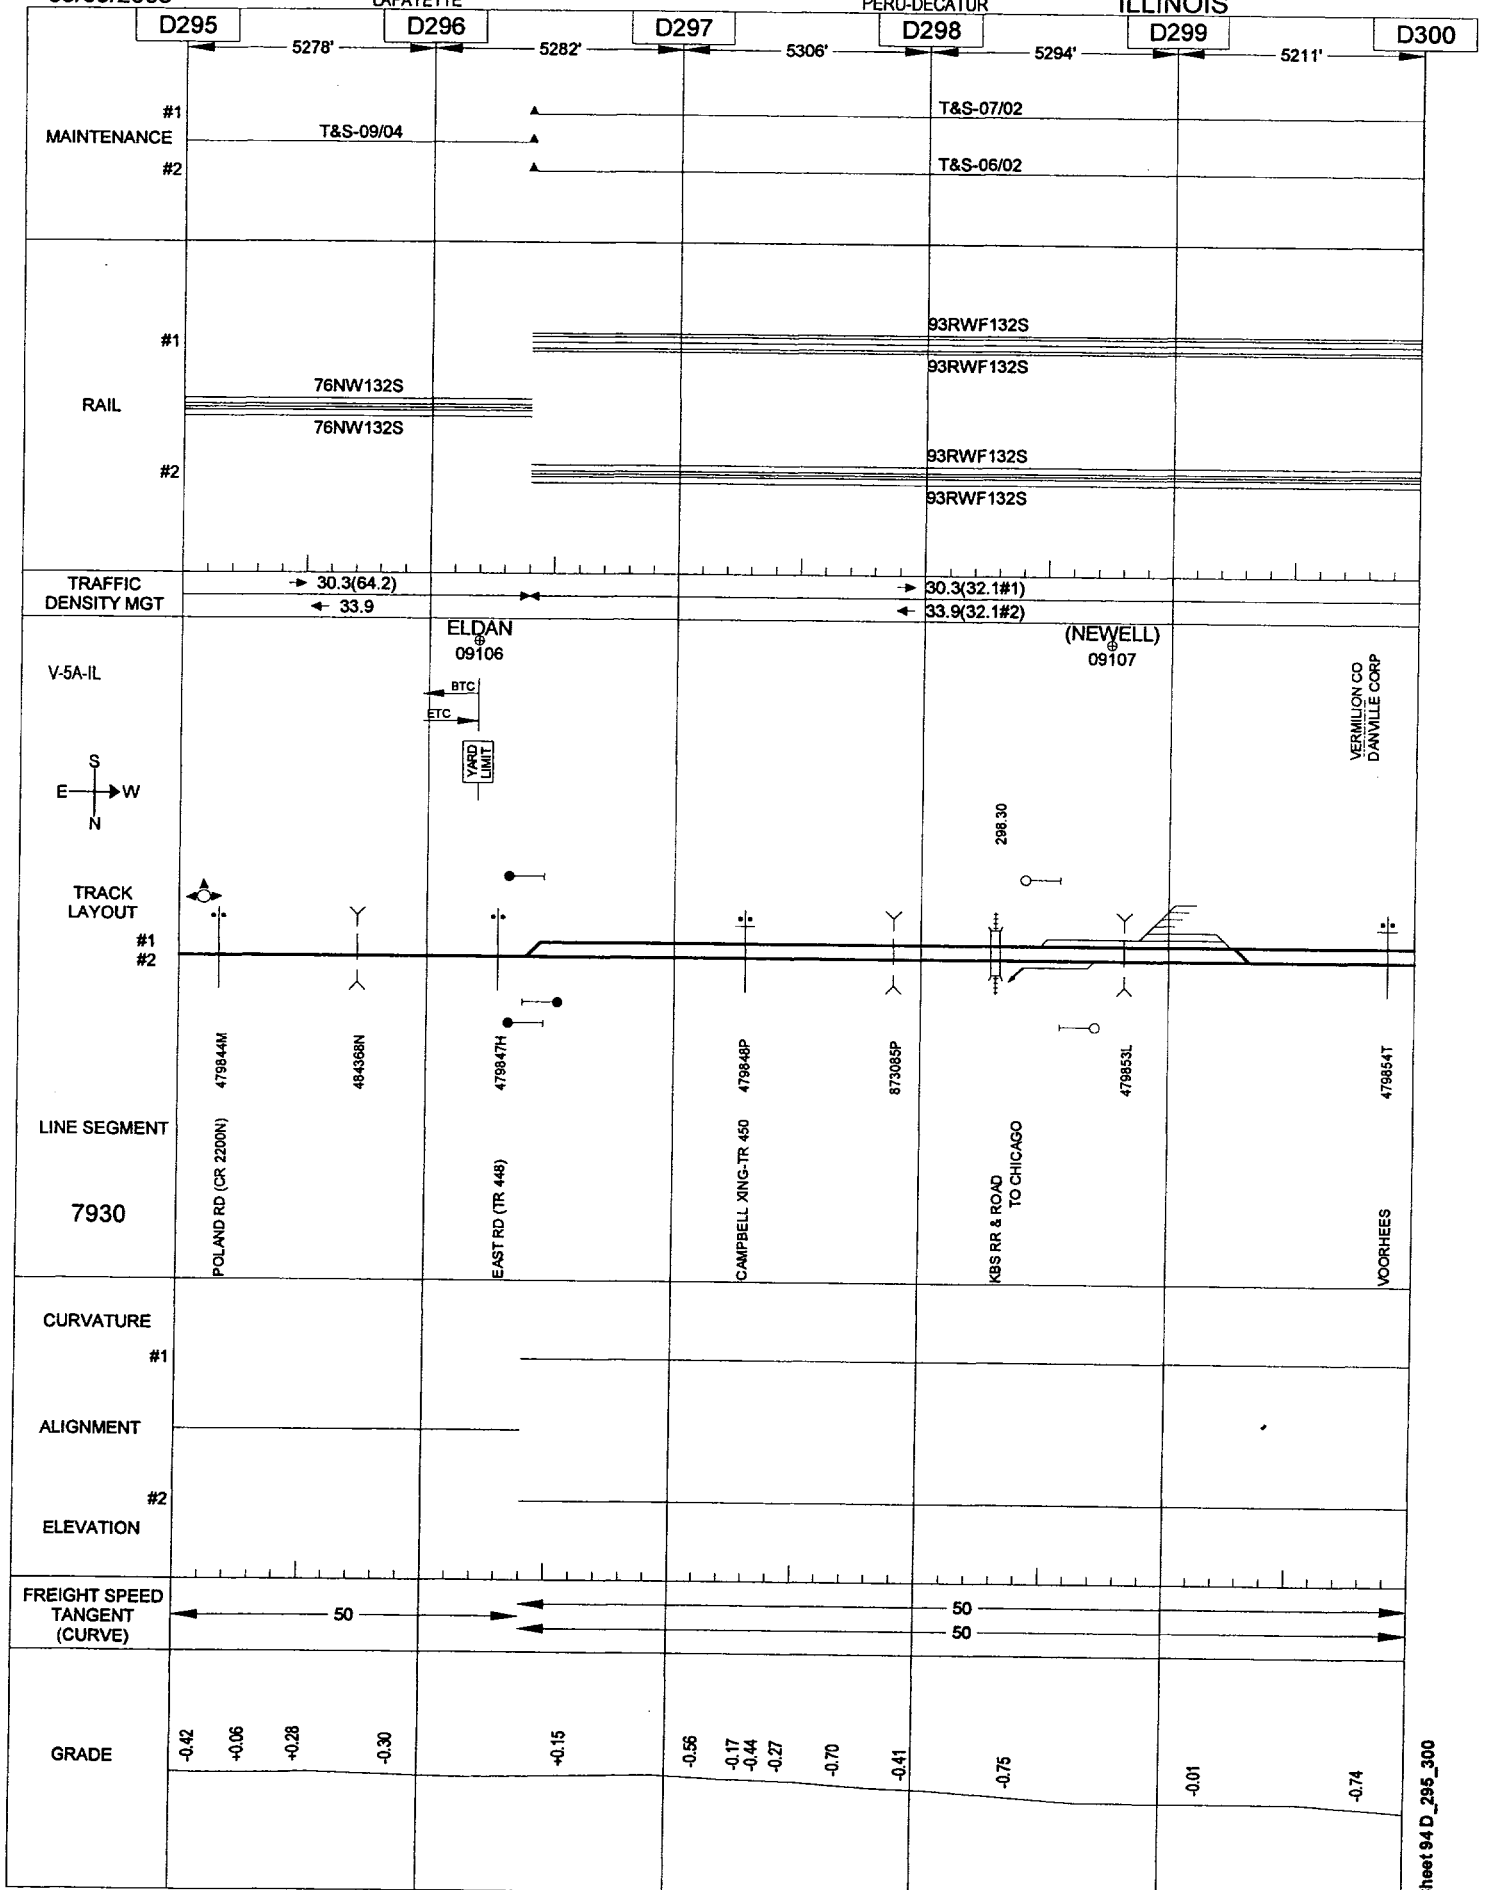 LAFAYETTE
PERU-DECATUR
ILLINOIS
D295
D296
D297
D298
D299
D300
5278'
5282'
5306'
5294'
5211'
#1
T&S-07/02
MAINTENANCE
T&S-09/04
#2
T&S-06/02
#1
93RWF132S
93RWF132S
RAIL
76NW132S
76NW132S
#2
93RWF132S
93RWF132S
TRAFFIC
DENSITY MGT
30.3(64.2)
33.9
30.3(32.1#1)
33.9(32.1#2)
ELDAN
09106
(NEWELL)
09107
V-5A-IL
BTC
ETC
YARD
LIMIT
VERMILION CO
DANVILLE CORP
S
E
W
N
298.30
TRACK
LAYOUT
#1
#2
479844M
484368N
479847H
479848P
873085P
479853L
479854T
LINE SEGMENT
7930
POLAND RD (CR 2200N)
EAST RD (TR 448)
CAMPBELL XING-TR 450
KBS RR & ROAD
TO CHICAGO
VOORHEES
CURVATURE
#1
ALIGNMENT
#2
ELEVATION
FREIGHT SPEED
TANGENT
(CURVE)
50
50
50
GRADE
-0.42
+0.06
+0.28
-0.30
+0.15
-0.56
-0.17
-0.44
-0.27
-0.70
-0.41
-0.75
-0.01
-0.74
heet 94 D_295_300